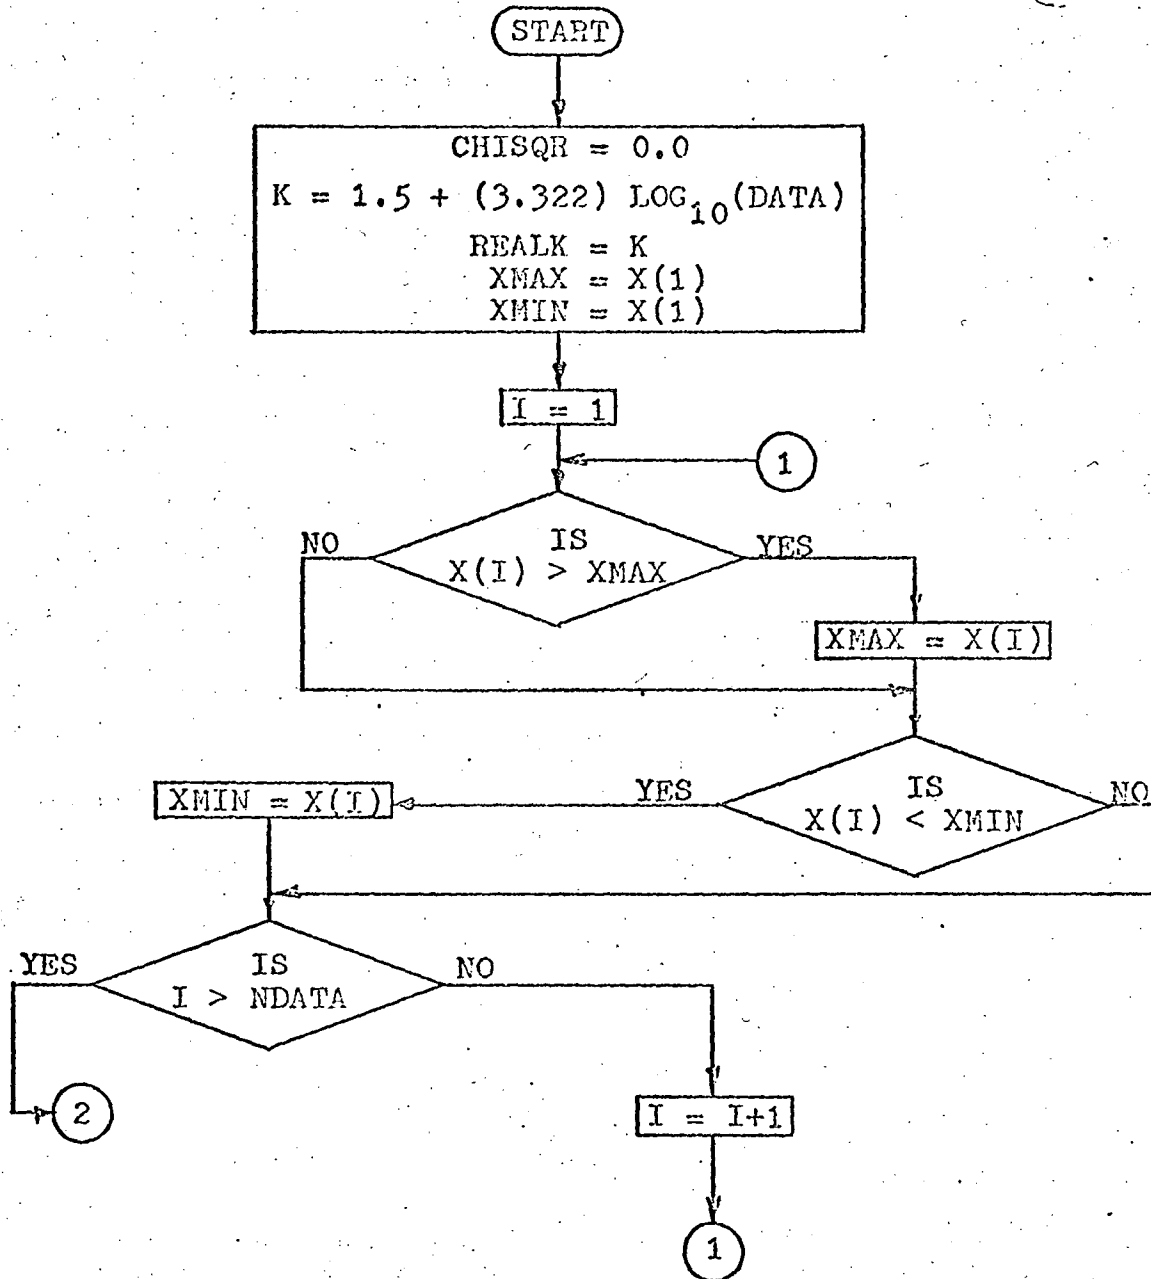 START
CHISQR = 0.0
K = 1.5 + (3.322) LOG₁₀(DATA)
REALK = K
XMAX = X(1)
XMIN = X(1)
I = 1
1
NO
IS
YES
X(I) > XMAX
XMAX = X(I)
XMIN = X(I)
YES
IS
NO
X(I) < XMIN
YES
IS
NO
I > NDATA
2
I = I+1
1